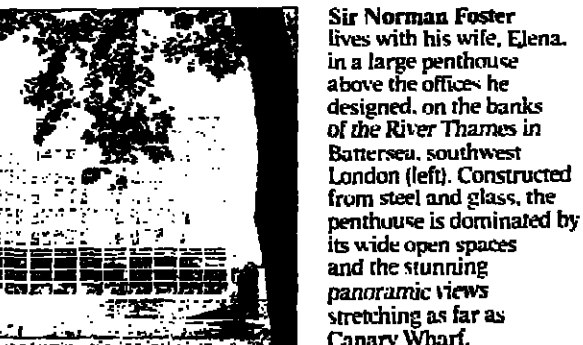 Sir Norman Foster
lives with his wife, Elena,
in a large penthouse
above the offices he
designed, on the banks
of the River Thames in
Battersea, southwest
London (left). Constructed
from steel and glass, the
penthouse is dominated by
its wide open spaces
and the stunning
panoramic views
stretching as far as
Canary Wharf.